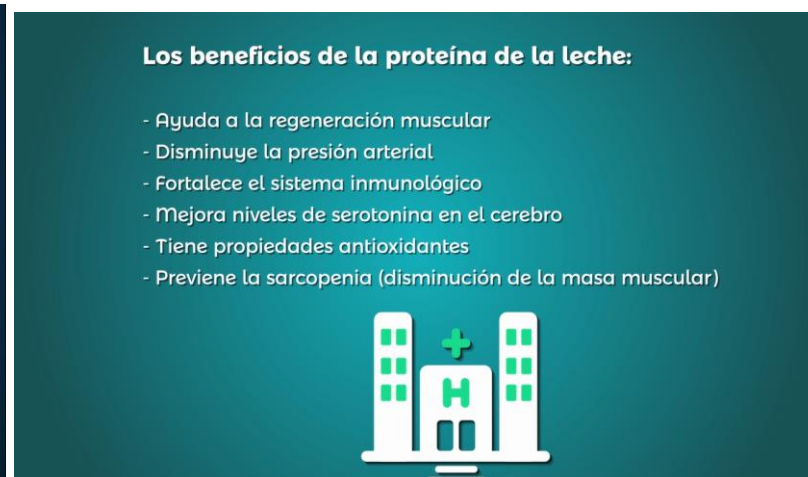 Los beneficios de la proteína de la leche:
- Ayuda a la regeneración muscular
- Disminuye la presión arterial
- Fortalece el sistema inmunológico
- Mejora niveles de serotonina en el cerebro
- Tiene propiedades antioxidantes
- Previene la sarcopenia (disminución de la masa muscular)
H